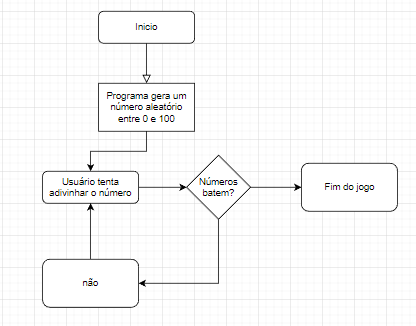 Inicio
Programa gera um
número aleatório
entre 0 e 100
Usuário tenta
adivinhar o número
Números
batem?
Fim do jogo
não